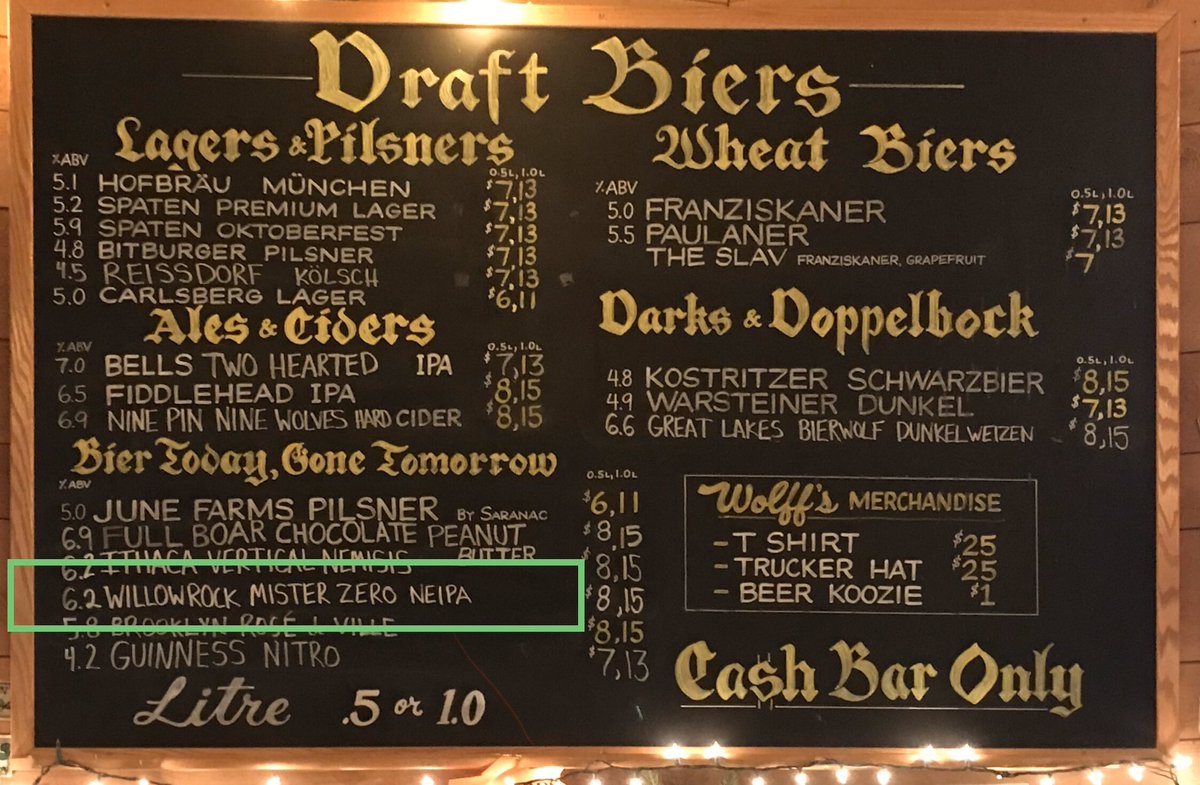 Draft Biers
Lagers & Pilsners
%ABV 0.5L, 1.0L
5.1 HOFBRÄU MÜNCHEN $7,13
5.2 SPATEN PREMIUM LAGER $7,13
5.9 SPATEN OKTOBERFEST $7,13
4.8 BITBURGER PILSNER $7,13
4.5 REISSDORF KÖLSCH $7,13
5.0 CARLSBERG LAGER $6,11
Ales & Ciders
%ABV 0.5L, 1.0L
7.0 BELLS TWO HEARTED IPA $7,13
6.5 FIDDLEHEAD IPA $8,15
6.9 NINE PIN NINE WOLVES HARD CIDER $8,15
Bier Today, Gone Tomorrow
%ABV 0.5L, 1.0L
5.0 JUNE FARMS PILSNER BY SARANAC $6,11
6.9 FULL BOAR CHOCOLATE PEANUT BUTTER $8,15
6.2 ITHACA VERTICAL NEMISIS $8,15
6.2 WILLOWROCK MISTER ZERO NEIPA $8,15
5.8 BROOKLYN ROSÉ & VILLE $8,15
4.2 GUINNESS NITRO $7,13
Litre .5 or 1.0
Wheat Biers
%ABV 0.5L, 1.0L
5.0 FRANZISKANER $7,13
5.5 PAULANER $7,13
THE SLAV FRANZISKANER, GRAPEFRUIT $7
Darks & Doppelbock
0.5L, 1.0L
4.8 KOSTRITZER SCHWARZBIER $8,15
4.9 WARSTEINER DUNKEL $7,13
6.6 GREAT LAKES BIERWOLF DUNKELWEIZEN $8,15
Wolff's MERCHANDISE
- T SHIRT $25
- TRUCKER HAT $25
- BEER KOOZIE $1
Cash Bar Only